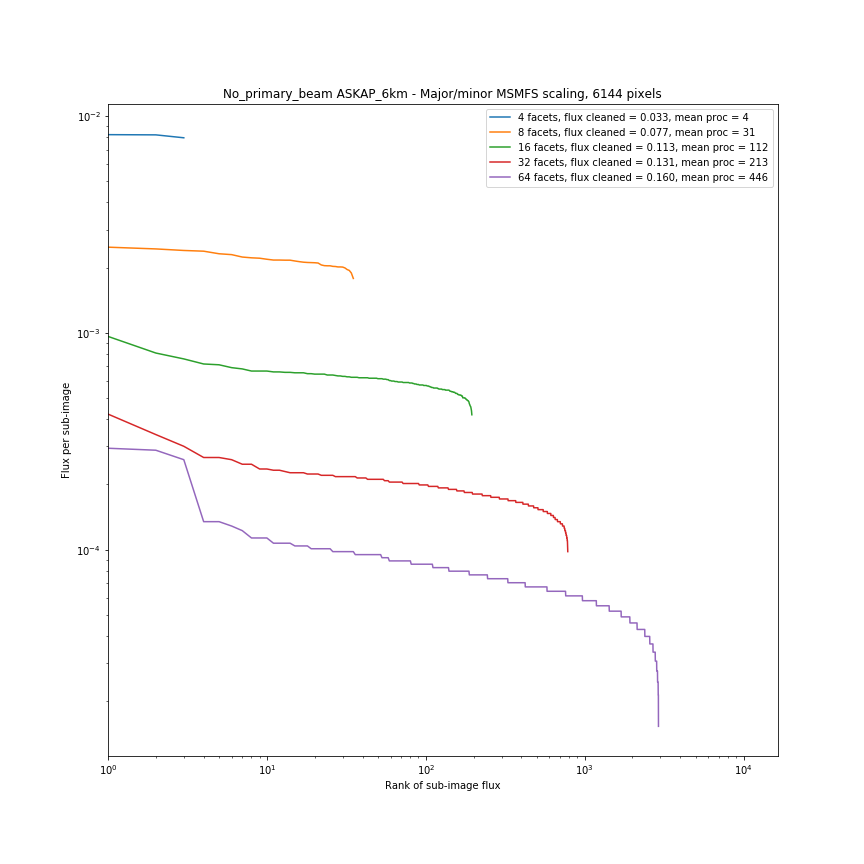 No_primary_beam ASKAP_6km - Major/minor MSMFS scaling, 6144 pixels
4 facets, flux cleaned = 0.033, mean proc = 4
8 facets, flux cleaned = 0.077, mean proc = 31
16 facets, flux cleaned = 0.113, mean proc = 112
32 facets, flux cleaned = 0.131, mean proc = 213
64 facets, flux cleaned = 0.160, mean proc = 446
Flux per sub-image
10⁻²
10⁻³
10⁻⁴
10⁰ 10¹ 10² 10³ 10⁴
Rank of sub-image flux